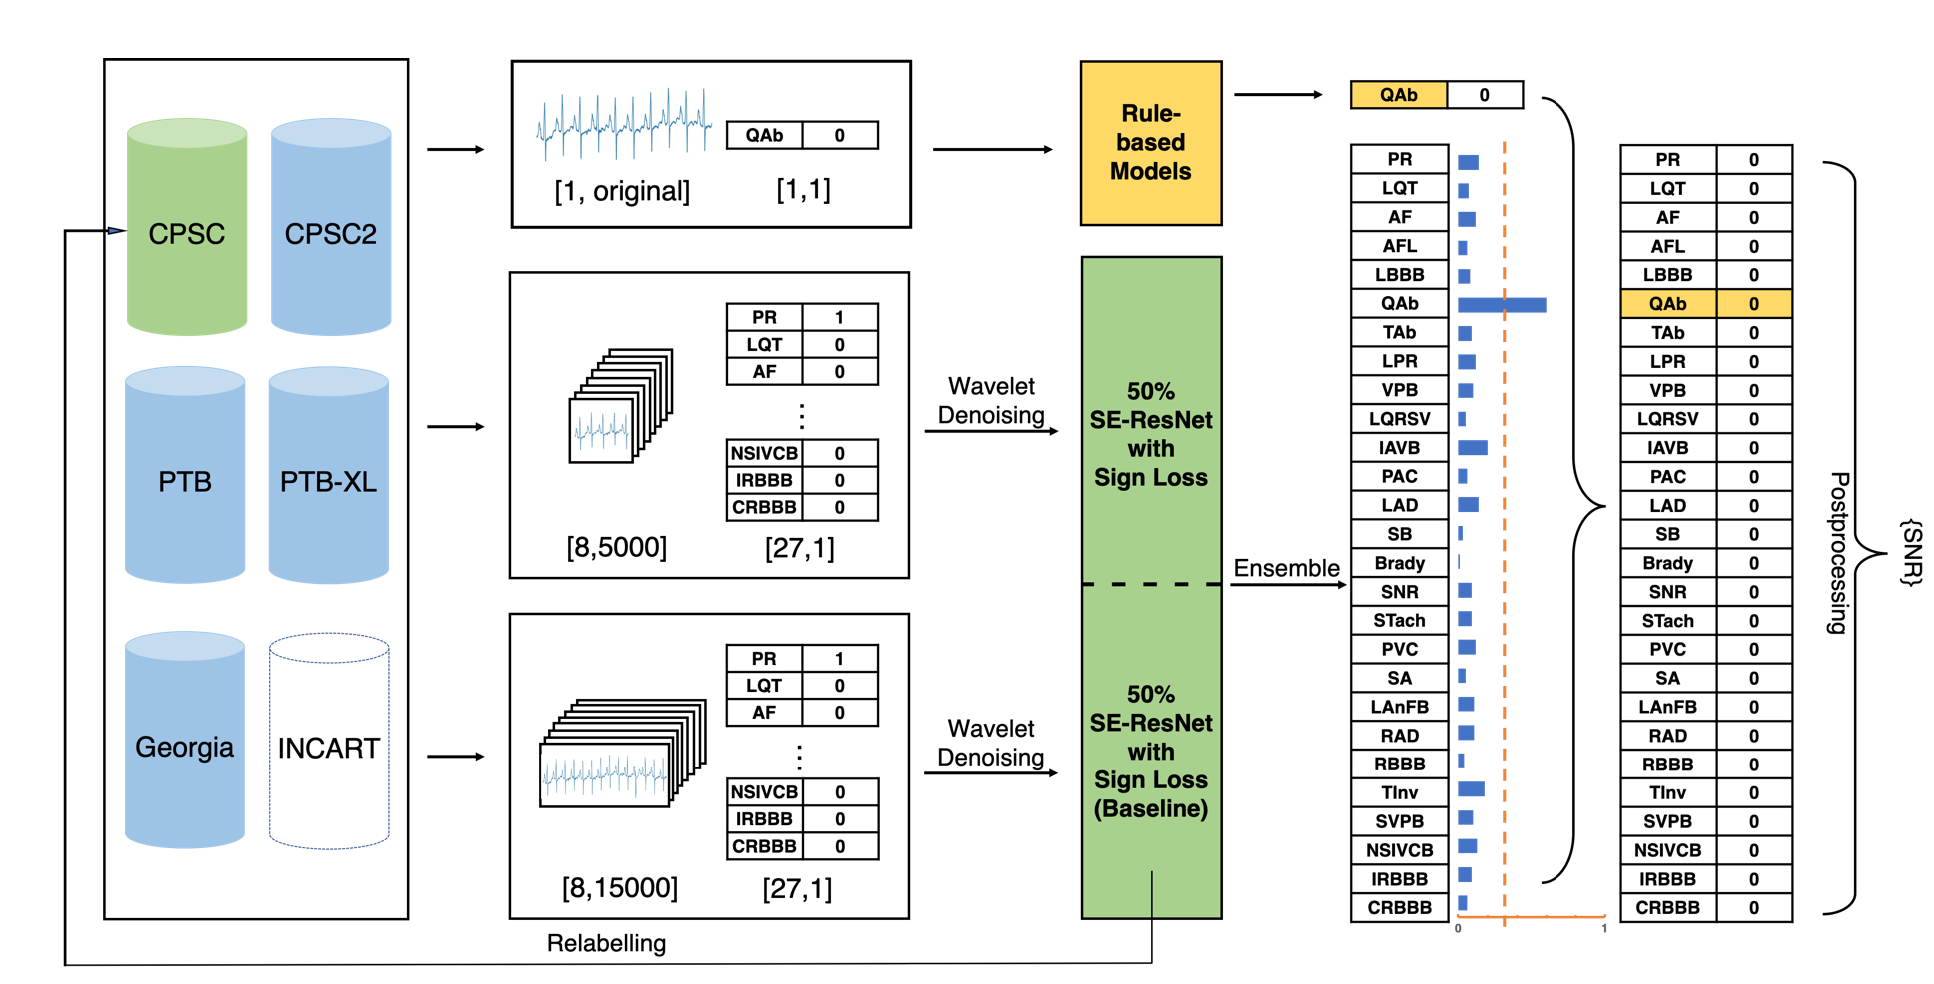 CPSC
CPSC2
PTB
PTB-XL
Georgia
INCART
QAb 0
[1, original] [1,1]
PR 1
LQT 0
AF 0
⋮
NSIVCB 0
IRBBB 0
CRBBB 0
[8,5000] [27,1]
PR 1
LQT 0
AF 0
⋮
NSIVCB 0
IRBBB 0
CRBBB 0
[8,15000] [27,1]
Relabelling
Wavelet
Denoising
Wavelet
Denoising
Rule-
based
Models
50%
SE-ResNet
with
Sign Loss
50%
SE-ResNet
with
Sign Loss
(Baseline)
Ensemble
QAb 0
PR
LQT
AF
AFL
LBBB
QAb
TAb
LPR
VPB
LQRSV
IAVB
PAC
LAD
SB
Brady
SNR
STach
PVC
SA
LAnFB
RAD
RBBB
TInv
SVPB
NSIVCB
IRBBB
CRBBB
0 1
PR 0
LQT 0
AF 0
AFL 0
LBBB 0
QAb 0
TAb 0
LPR 0
VPB 0
LQRSV 0
IAVB 0
PAC 0
LAD 0
SB 0
Brady 0
SNR 0
STach 0
PVC 0
SA 0
LAnFB 0
RAD 0
RBBB 0
TInv 0
SVPB 0
NSIVCB 0
IRBBB 0
CRBBB 0
Postprocessing
{SNR}